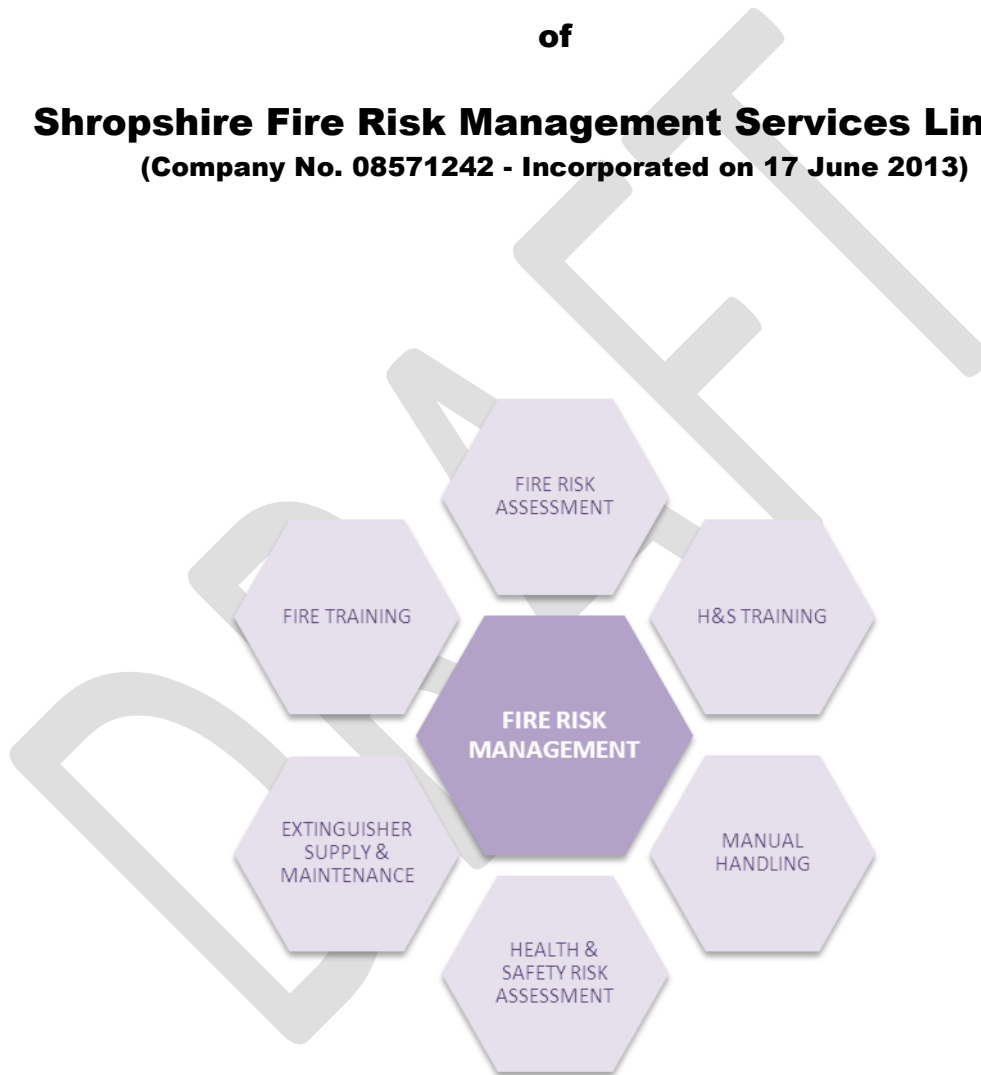 of
Shropshire Fire Risk Management Services Lim
(Company No. 08571242 - Incorporated on 17 June 2013)
FIRE RISK
ASSESSMENT
FIRE TRAINING
H&S TRAINING
FIRE RISK
MANAGEMENT
EXTINGUISHER
SUPPLY &
MAINTENANCE
MANUAL
HANDLING
HEALTH &
SAFETY RISK
ASSESSMENT
DRAFT